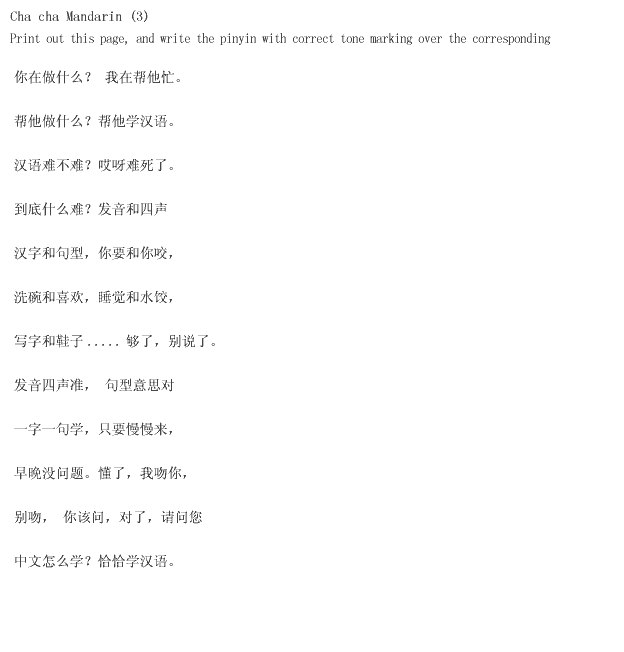 Cha cha Mandarin (3)
Print out this page, and write the pinyin with correct tone marking over the corresponding
你在做什么？ 我在帮他忙。
帮他做什么？帮他学汉语。
汉语难不难？哎呀难死了。
到底什么难？发音和四声
汉字和句型，你要和你咬，
洗碗和喜欢，睡觉和水饺，
写字和鞋子.....够了，别说了。
发音四声准， 句型意思对
一字一句学，只要慢慢来，
早晚没问题。懂了，我吻你，
别吻， 你该问，对了，请问您
中文怎么学？恰恰学汉语。